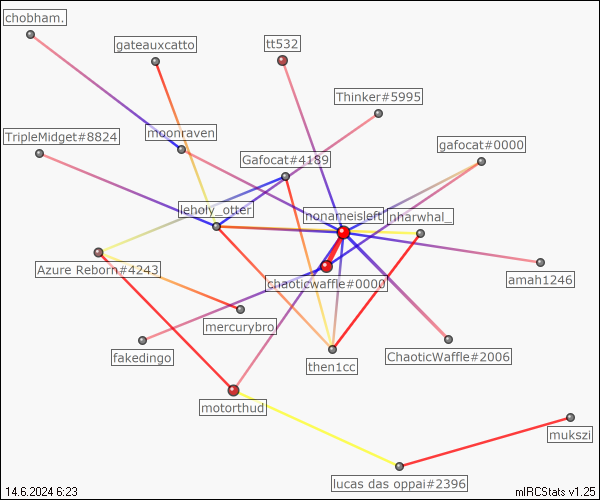 chobham.
gateauxcatto
tt532
Thinker#5995
TripleMidget#8824
moonraven
Gafocat#4189
gafocat#0000
leholy_otter
nonameisleft
nharwhal_
Azure Reborn#4243
chaoticwaffle#0000
amah1246
mercurybro
fakedingo
then1cc
ChaoticWaffle#2006
motorthud
mukszi
lucas das oppai#2396
14.6.2024 6:23
mIRCStats v1.25